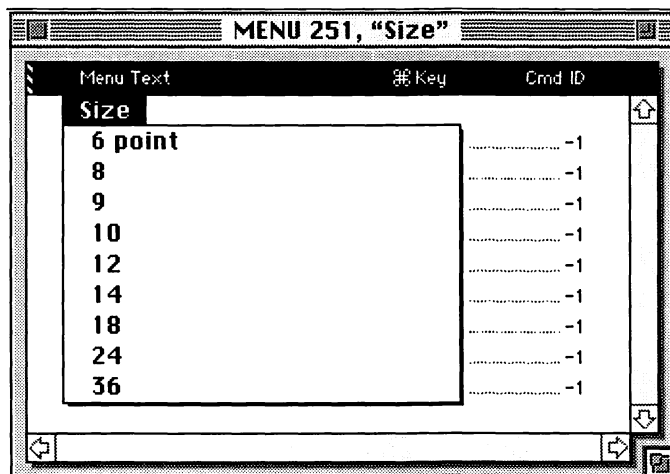 MENU 251, “Size”
Menu Text ⌘ Key Cmd ID
Size
6 point -1
8 -1
9 -1
10 -1
12 -1
14 -1
18 -1
24 -1
36 -1